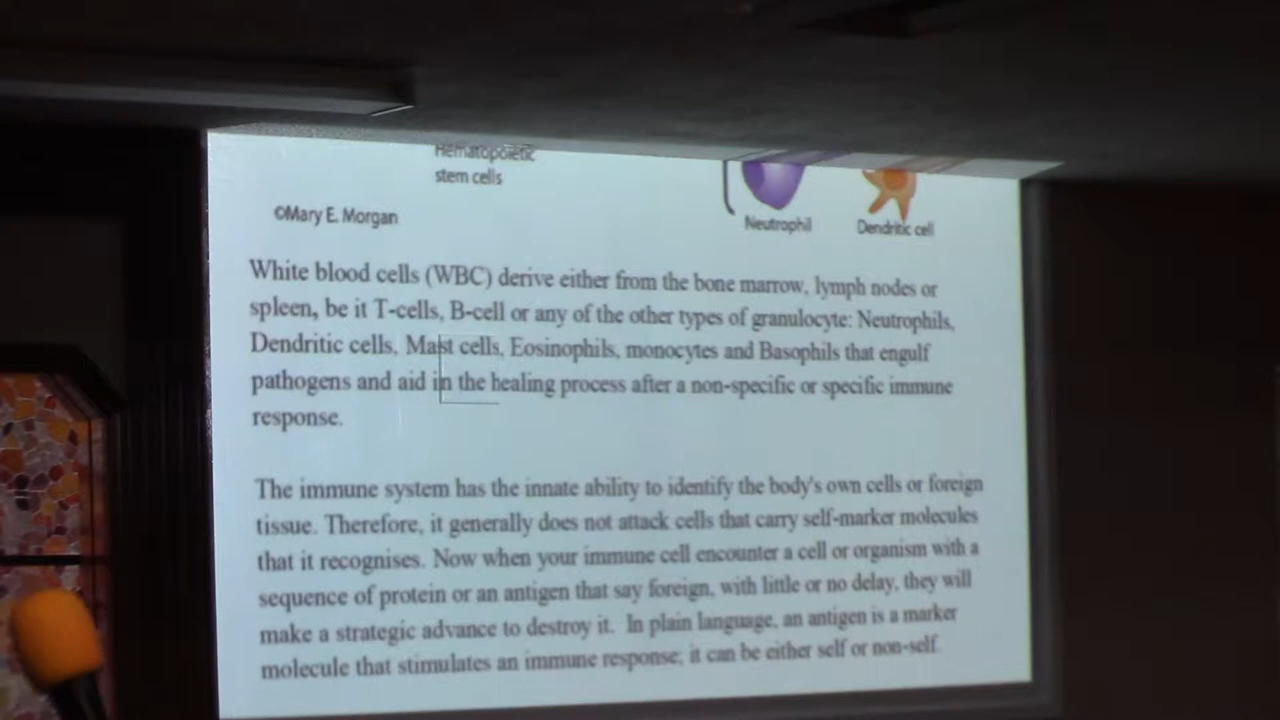 Hematopoietic
stem cells
©Mary E. Morgan
Neutrophil
Dendritic cell
White blood cells (WBC) derive either from the bone marrow, lymph nodes or
spleen, be it T-cells, B-cell or any of the other types of granulocyte: Neutrophils,
Dendritic cells, Mast cells, Eosinophils, monocytes and Basophils that engulf
pathogens and aid in the healing process after a non-specific or specific immune
response.
The immune system has the innate ability to identify the body's own cells or foreign
tissue. Therefore, it generally does not attack cells that carry self-marker molecules
that it recognises. Now when your immune cell encounter a cell or organism with a
sequence of protein or an antigen that say foreign, with little or no delay, they will
make a strategic advance to destroy it. In plain language, an antigen is a marker
molecule that stimulates an immune response; it can be either self or non-self.